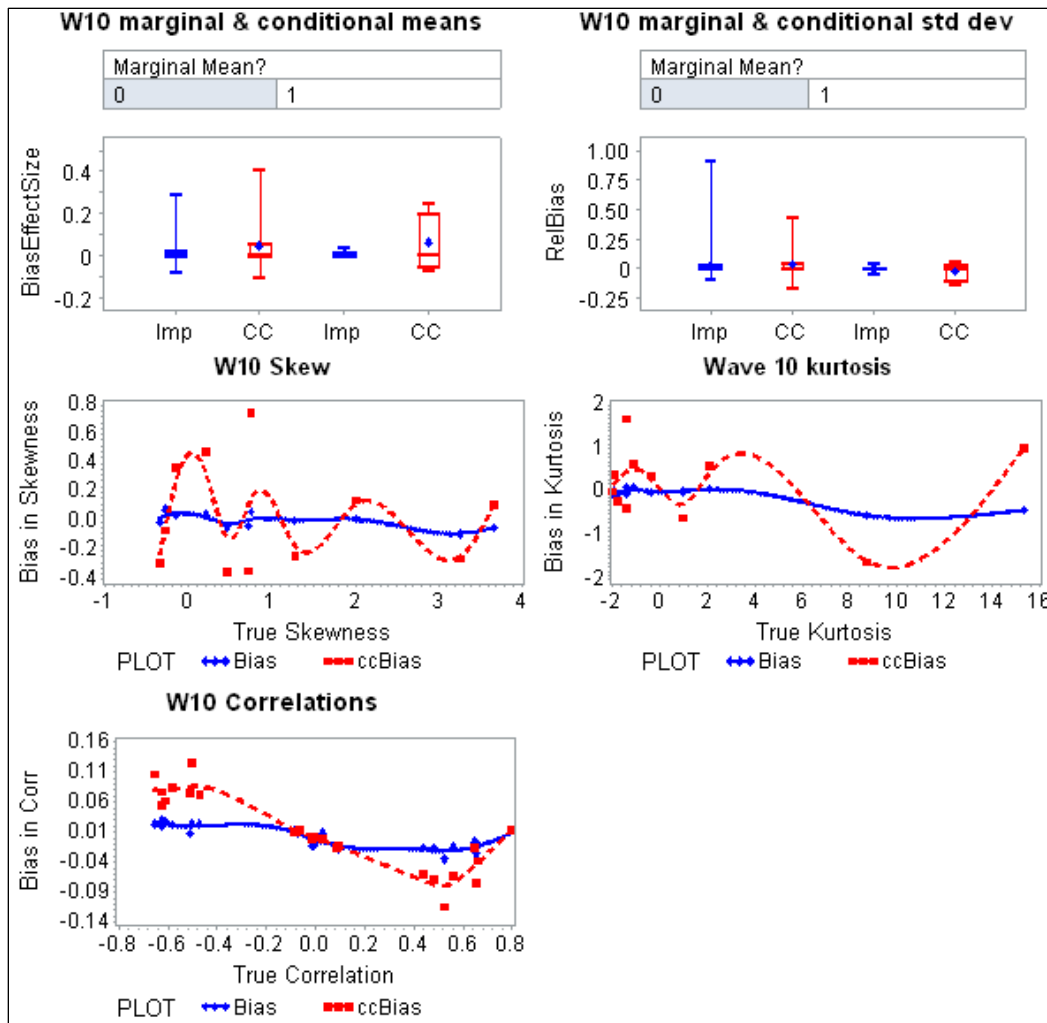 W10 marginal & conditional means
Marginal Mean?
0 1
BiasEffectSize
0.4
0.2
0
-0.2
Imp CC Imp CC
W10 marginal & conditional std dev
Marginal Mean?
0 1
RelBias
1.00
0.75
0.50
0.25
0
-0.25
Imp CC Imp CC
W10 Skew
Bias in Skewness
0.8
0.6
0.4
0.2
0.0
-0.2
-0.4
-1 0 1 2 3 4
True Skewness
PLOT Bias ccBias
Wave 10 kurtosis
Bias in Kurtosis
2
1
0
-1
-2
-2 0 2 4 6 8 10 12 14 16
True Kurtosis
PLOT Bias ccBias
W10 Correlations
Bias in Corr
0.16
0.11
0.06
0.01
-0.04
-0.09
-0.14
-0.8 -0.6 -0.4 -0.2 0.0 0.2 0.4 0.6 0.8
True Correlation
PLOT Bias ccBias